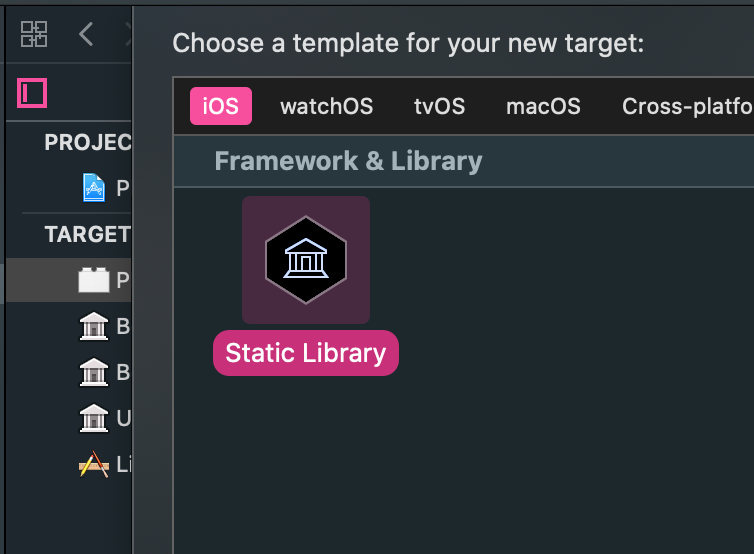 Choose a template for your new target:
iOS watchOS tvOS macOS Cross-platfo
PROJEC
Framework & Library
P
TARGET
P
B
B
U
Li
Static Library